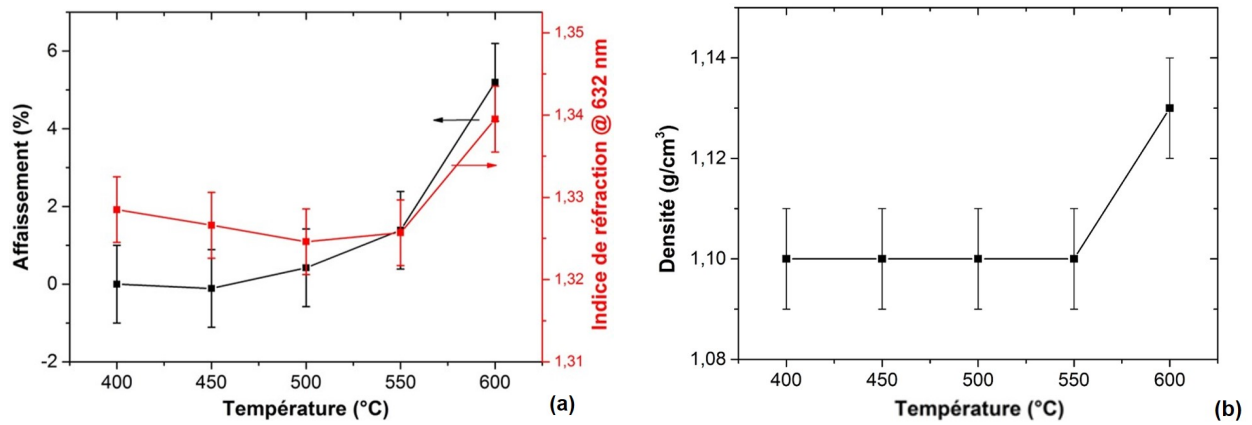 6
4
2
0
-2
Affaissement (%)
400 450 500 550 600
Température (°C)
1,35
1,34
1,33
1,32
1,31
Indice de réfraction @ 632 nm
(a)
1,14
1,12
1,10
1,08
Densité (g/cm³)
400 450 500 550 600
Température (°C)
(b)